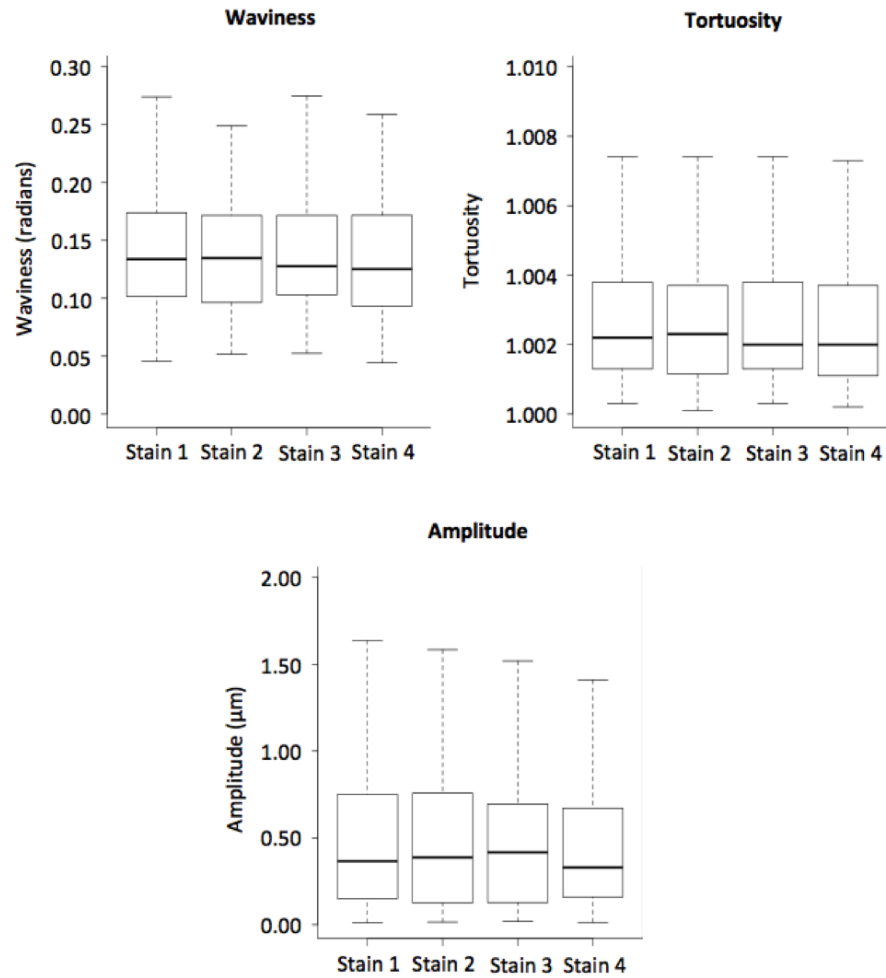 Waviness
Waviness (radians)
0.30
0.25
0.20
0.15
0.10
0.05
0.00
Stain 1 Stain 2 Stain 3 Stain 4
Tortuosity
Tortuosity
1.010
1.008
1.006
1.004
1.002
1.000
Stain 1 Stain 2 Stain 3 Stain 4
Amplitude
Amplitude (µm)
2.00
1.50
1.00
0.50
0.00
Stain 1 Stain 2 Stain 3 Stain 4